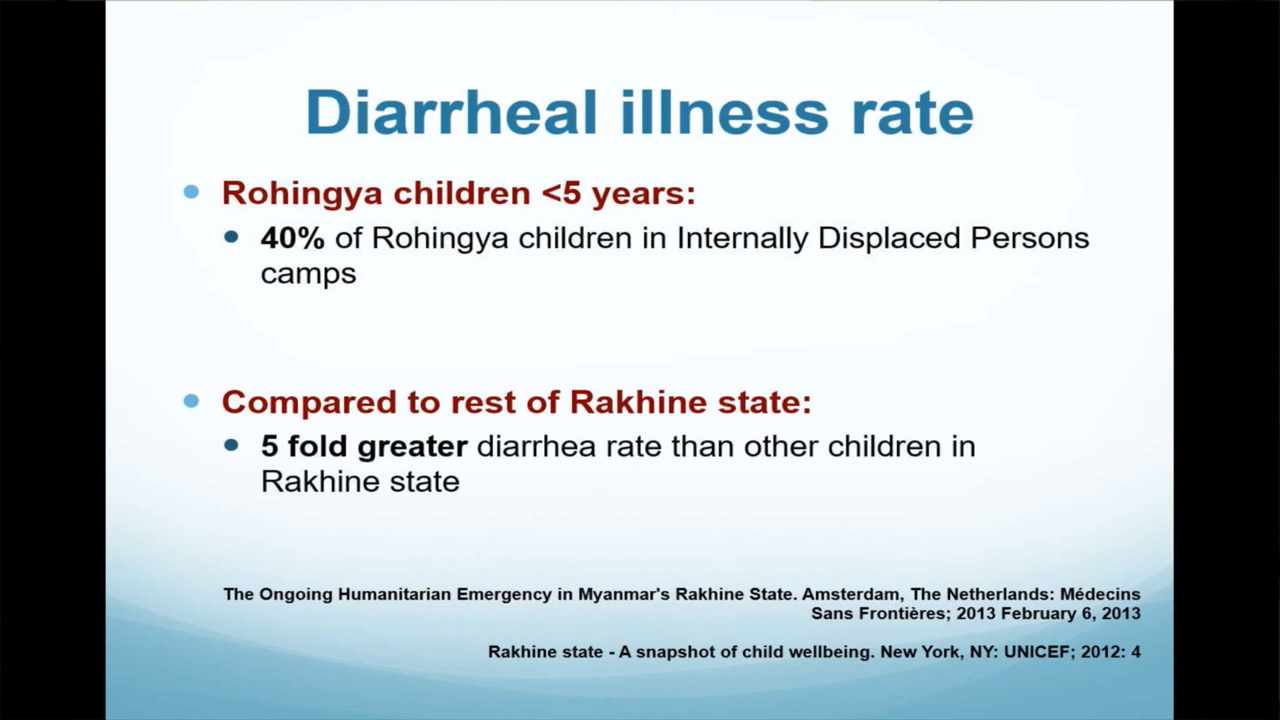 Diarrheal illness rate
Rohingya children <5 years:
40% of Rohingya children in Internally Displaced Persons
camps
Compared to rest of Rakhine state:
5 fold greater diarrhea rate than other children in
Rakhine state
The Ongoing Humanitarian Emergency in Myanmar's Rakhine State. Amsterdam, The Netherlands: Médecins
Sans Frontières; 2013 February 6, 2013
Rakhine state - A snapshot of child wellbeing. New York, NY: UNICEF; 2012: 4